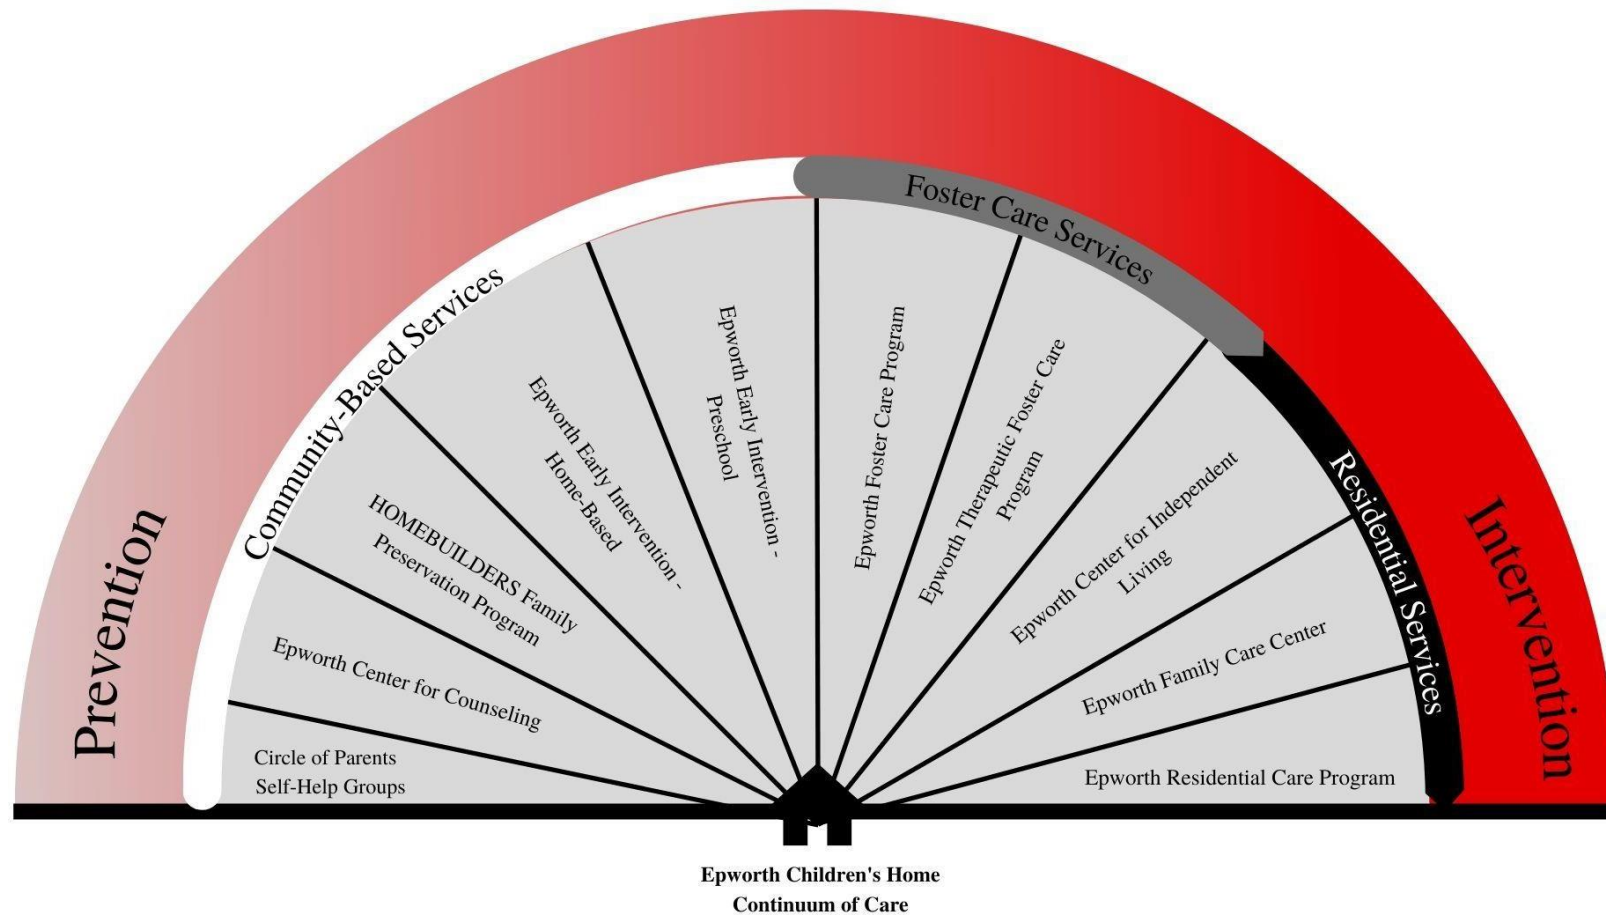 Prevention
Community-Based Services
Foster Care Services
Residential Services
Intervention
Circle of Parents
Self-Help Groups
Epworth Center for Counseling
HOMEBUILDERS Family
Preservation Program
Epworth Early Intervention -
Home-Based
Epworth Early Intervention -
Preschool
Epworth Foster Care Program
Epworth Therapeutic Foster Care
Program
Epworth Center for Independent
Living
Epworth Family Care Center
Epworth Residential Care Program
Epworth Children's Home
Continuum of Care